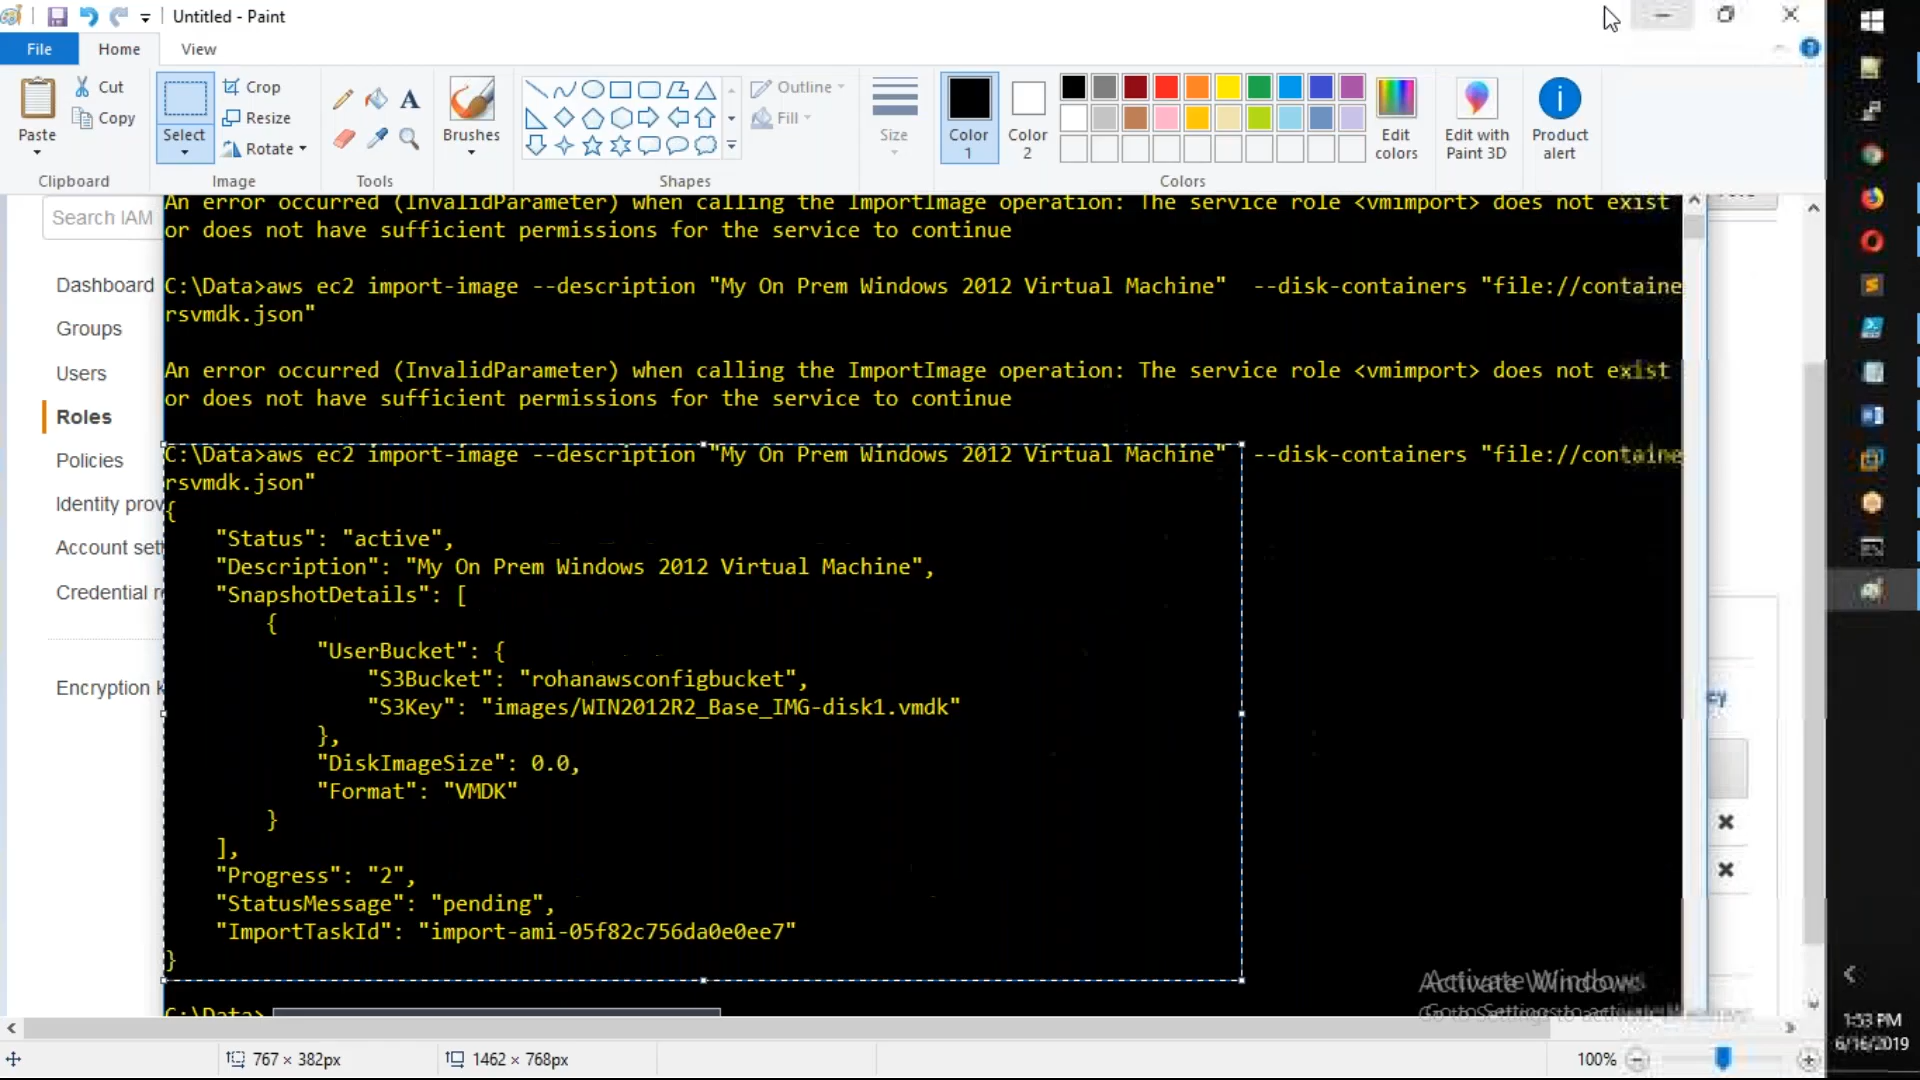 Untitled - Paint
File
Home
View
Paste
Cut
Copy
Clipboard
Select
Crop
Resize
Rotate
Image
Tools
Brushes
Shapes
Outline
Fill
Size
Color 1
Color 2
Edit colors
Colors
Edit with Paint 3D
Product alert
Search IAM
Dashboard
Groups
Users
Roles
Policies
Identity prov
Account sett
Credential r
Encryption k
An error occurred (InvalidParameter) when calling the ImportImage operation: The service role <vmimport> does not exist
or does not have sufficient permissions for the service to continue
C:\Data>aws ec2 import-image --description "My On Prem Windows 2012 Virtual Machine"  --disk-containers "file://containe
rsvmdk.json"
An error occurred (InvalidParameter) when calling the ImportImage operation: The service role <vmimport> does not exist
or does not have sufficient permissions for the service to continue
C:\Data>aws ec2 import-image --description "My On Prem Windows 2012 Virtual Machine"  --disk-containers "file://containe
rsvmdk.json"
{
"Status": "active",
"Description": "My On Prem Windows 2012 Virtual Machine",
"SnapshotDetails": [
{
"UserBucket": {
"S3Bucket": "rohanawsconfigbucket",
"S3Key": "images/WIN2012R2_Base_IMG-disk1.vmdk"
},
"DiskImageSize": 0.0,
"Format": "VMDK"
}
],
"Progress": "2",
"StatusMessage": "pending",
"ImportTaskId": "import-ami-05f82c756da0e0ee7"
}
C:\Data>
Activate Windows
Go to Settings to activate
767 × 382px
1462 × 768px
100%
1:53 PM
6/16/2019